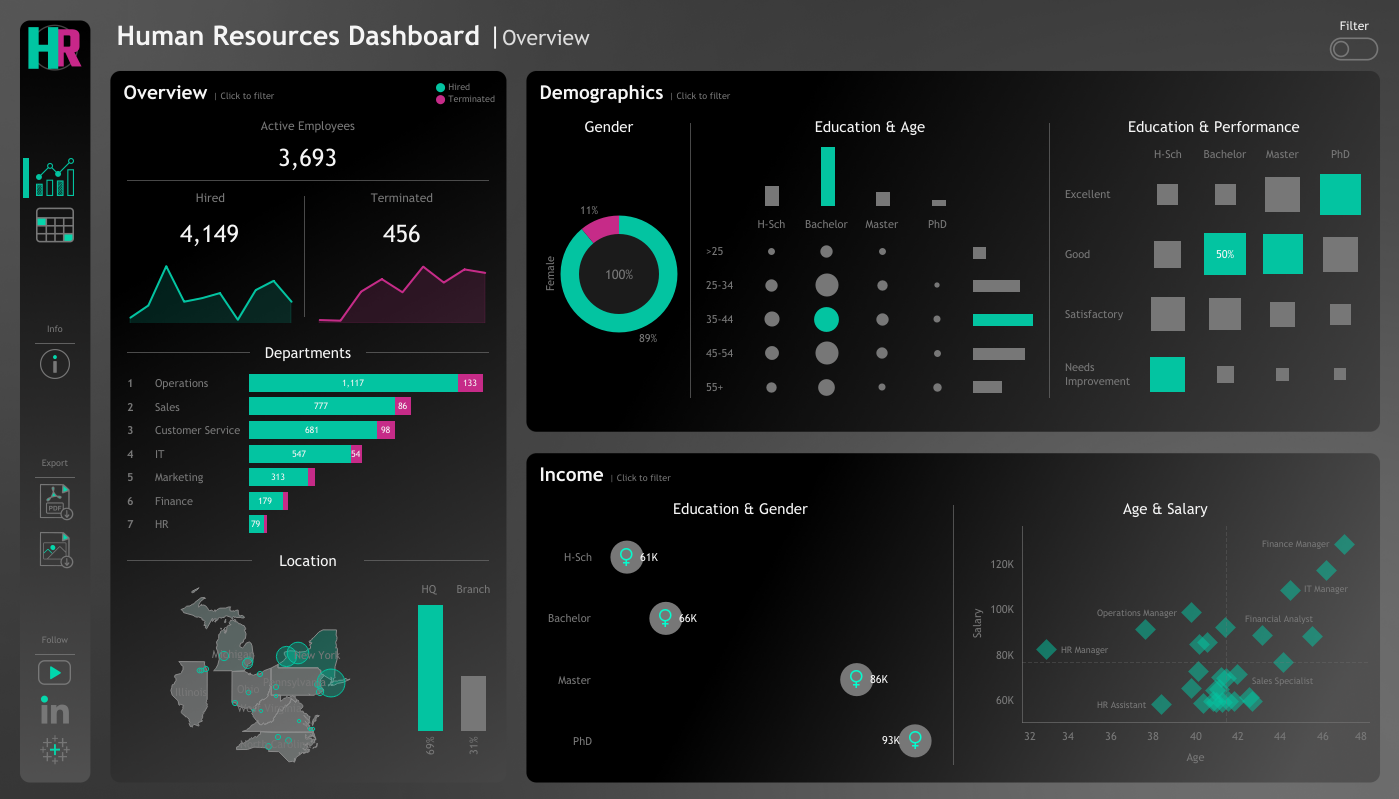 HR
Human Resources Dashboard | Overview
Filter
Info
Export
PDF
Follow
in
Overview | Click to filter
Hired
Terminated
Active Employees
3,693
Hired
4,149
Terminated
456
Departments
1 Operations 1,117 133
2 Sales 777 86
3 Customer Service 681 98
4 IT 547 54
5 Marketing 313
6 Finance 179
7 HR 79
Location
HQ Branch
69% 31%
Michigan
New York
Illinois
Ohio
Pennsylvania
Demographics | Click to filter
Gender
11%
Female
100%
89%
Education & Age
H-Sch Bachelor Master PhD
>25
25-34
35-44
45-54
55+
Education & Performance
H-Sch Bachelor Master PhD
Excellent
Good 50%
Satisfactory
Needs
Improvement
Income | Click to filter
Education & Gender
H-Sch 61K
Bachelor 66K
Master 86K
PhD 93K
Age & Salary
Salary
120K
100K
80K
60K
Finance Manager
IT Manager
Operations Manager
Financial Analyst
HR Manager
Sales Specialist
HR Assistant
32 34 36 38 40 42 44 46 48
Age